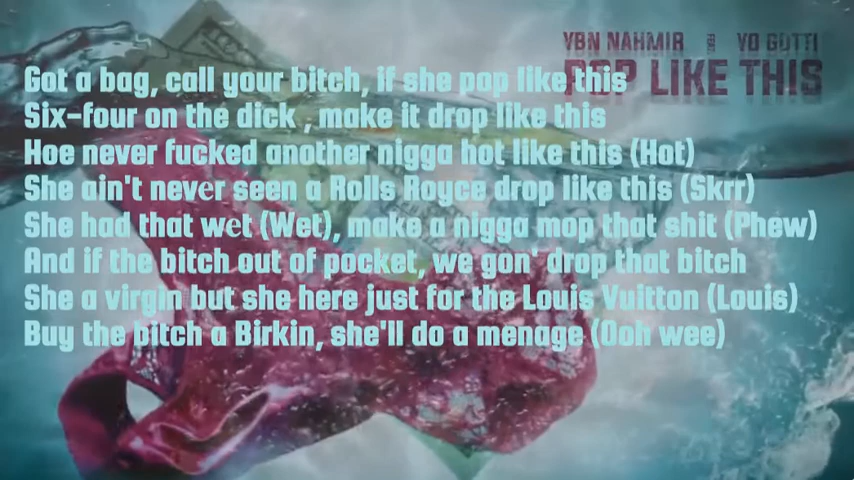 YBN NAHMIR FEAT. YO GOTTI
POP LIKE THIS
Got a bag, call your bitch, if she pop like this
Six-four on the dick , make it drop like this
Hoe never fucked another nigga hot like this (Hot)
She ain't never seen a Rolls Royce drop like this (Skrr)
She had that wet (Wet), make a nigga mop that shit (Phew)
And if the bitch out of pocket, we gon' drop that bitch
She a virgin but she here just for the Louis Vuitton (Louis)
Buy the bitch a Birkin, she'll do a menage (Ooh wee)